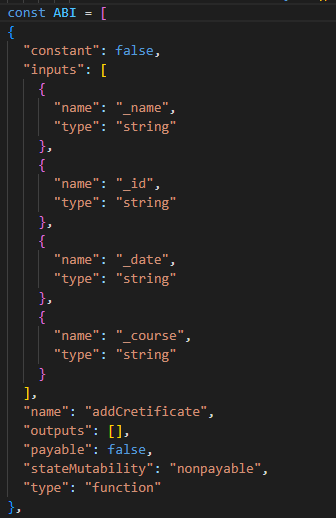 const ABI = [
{
"constant": false,
"inputs": [
{
"name": "_name",
"type": "string"
},
{
"name": "_id",
"type": "string"
},
{
"name": "_date",
"type": "string"
},
{
"name": "_course",
"type": "string"
}
],
"name": "addCretificate",
"outputs": [],
"payable": false,
"stateMutability": "nonpayable",
"type": "function"
},